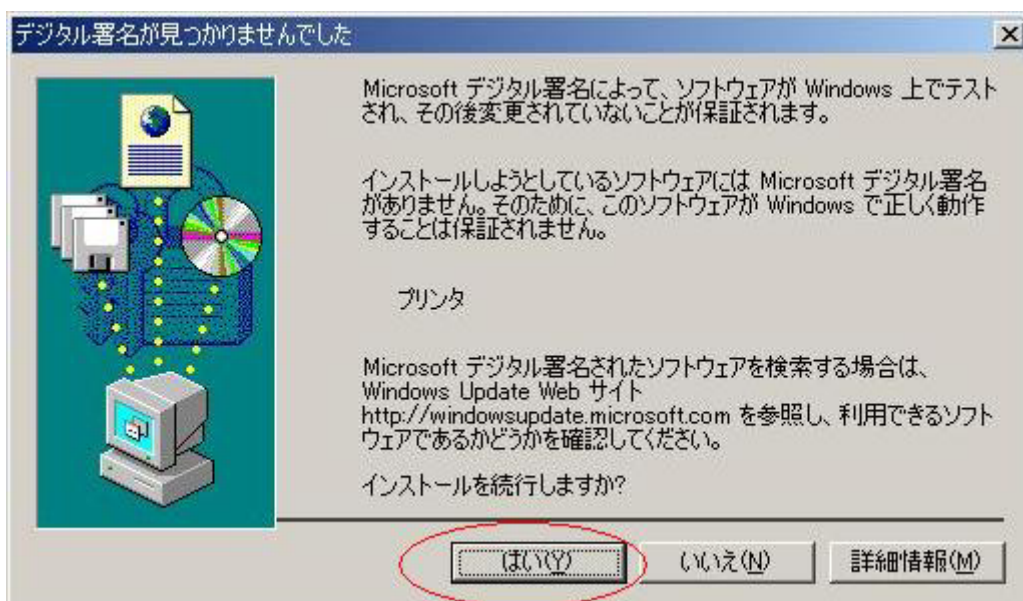 デジタル署名が見つかりませんでした
Microsoft デジタル署名によって、ソフトウェアが Windows 上でテスト
され、その後変更されていないことが保証されます。
インストールしようとしているソフトウェアには Microsoft デジタル署名
がありません。そのために、このソフトウェアが Windows で正しく動作
することは保証されません。
プリンタ
Microsoft デジタル署名されたソフトウェアを検索する場合は、
Windows Update Web サイト
http://windowsupdate.microsoft.com を参照し、利用できるソフト
ウェアであるかどうかを確認してください。
インストールを続行しますか?
はい(Y) いいえ(N) 詳細情報(M)